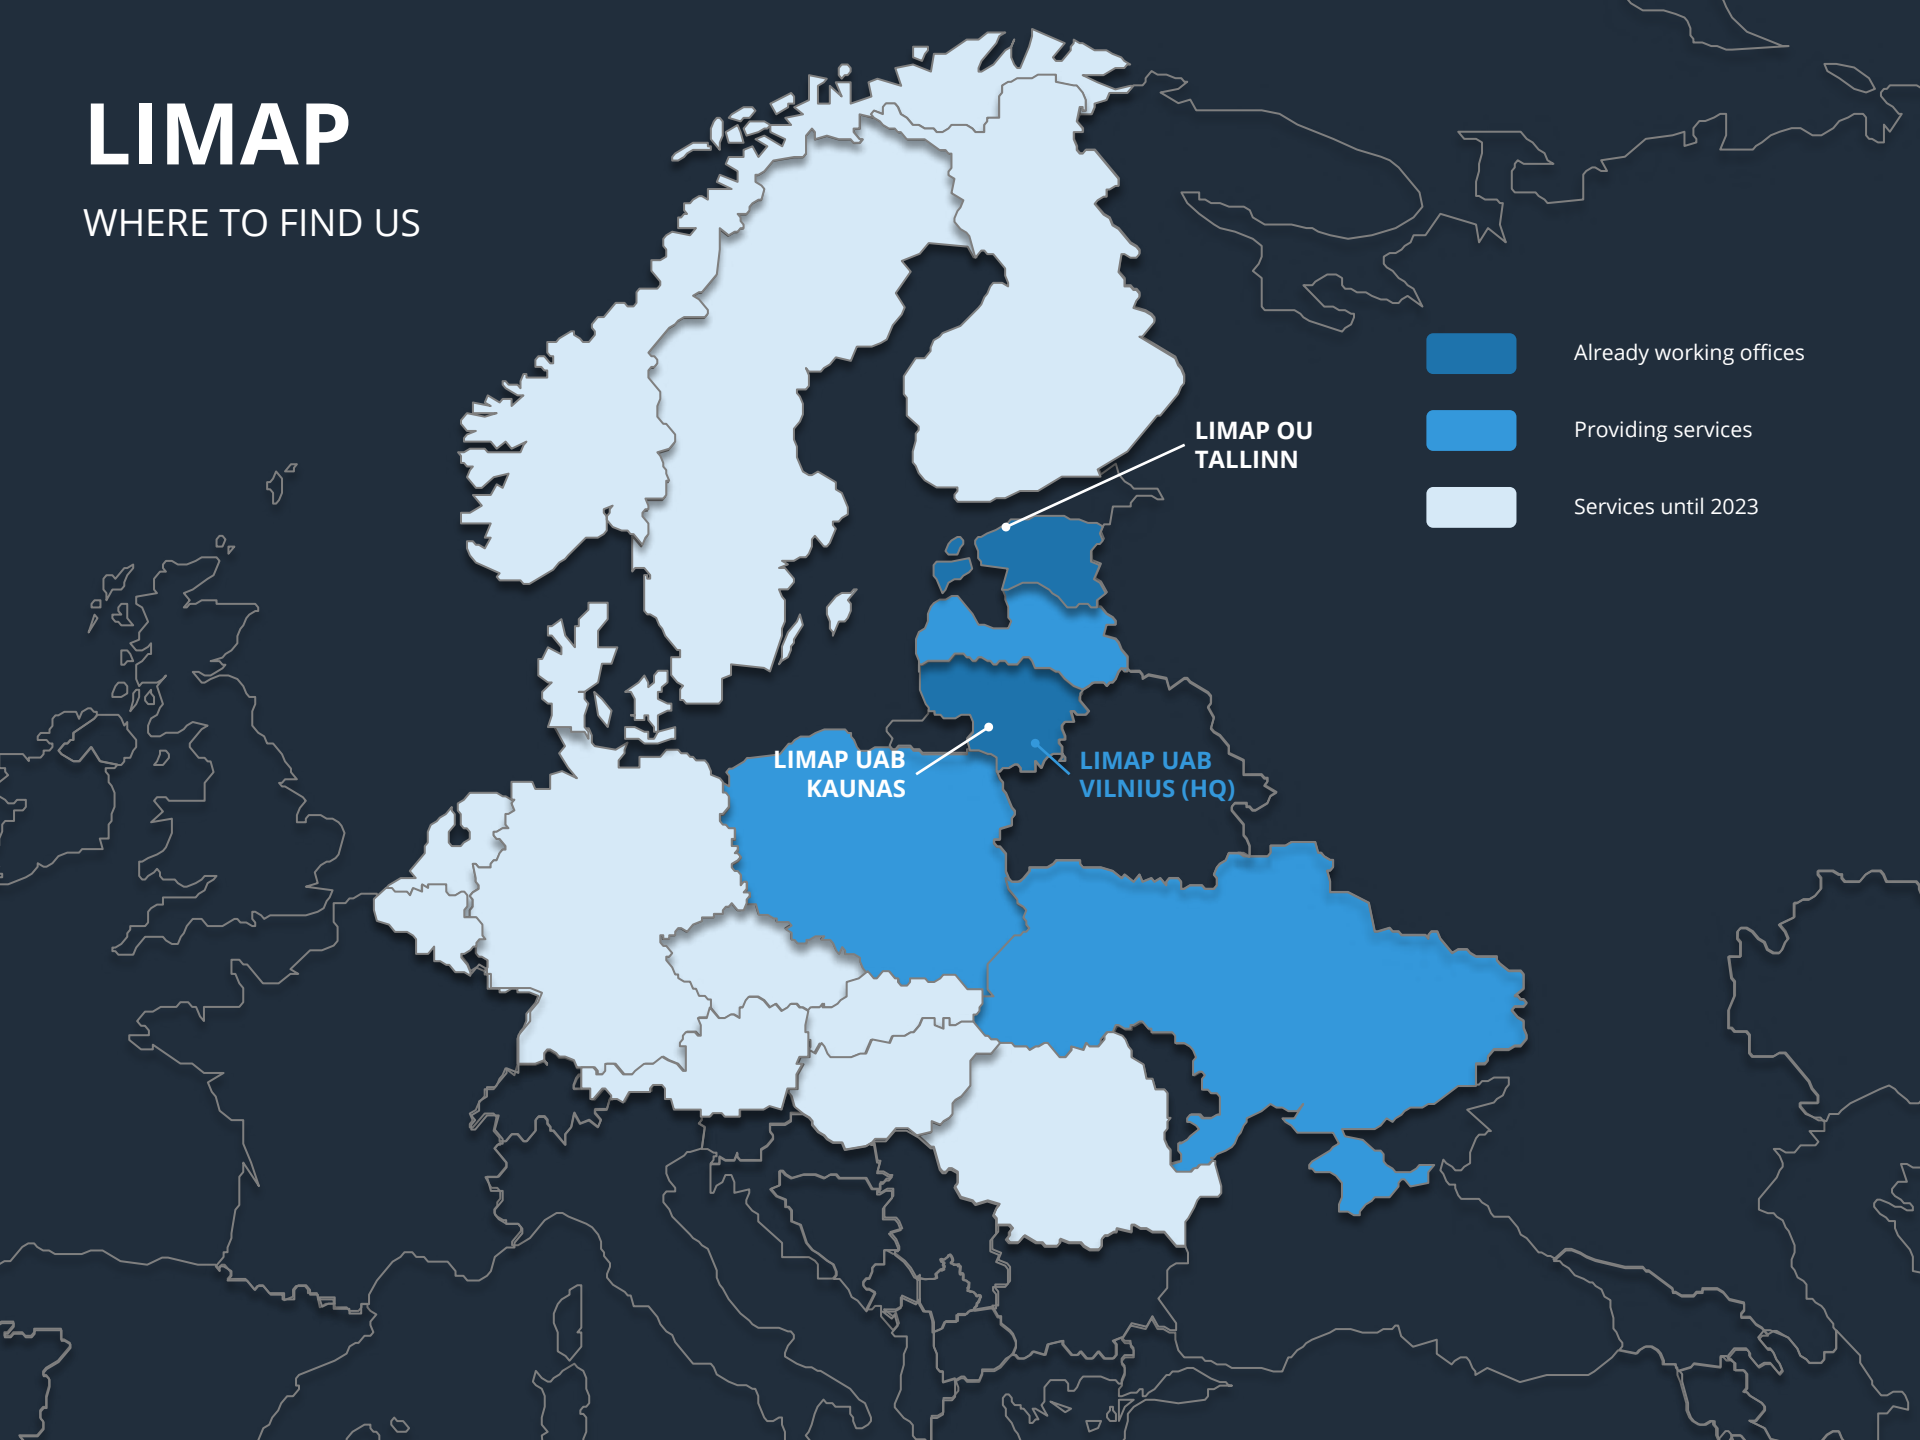 LIMAP
WHERE TO FIND US
Already working offices
Providing services
Services until 2023
LIMAP OU
TALLINN
LIMAP UAB
KAUNAS
LIMAP UAB
VILNIUS (HQ)